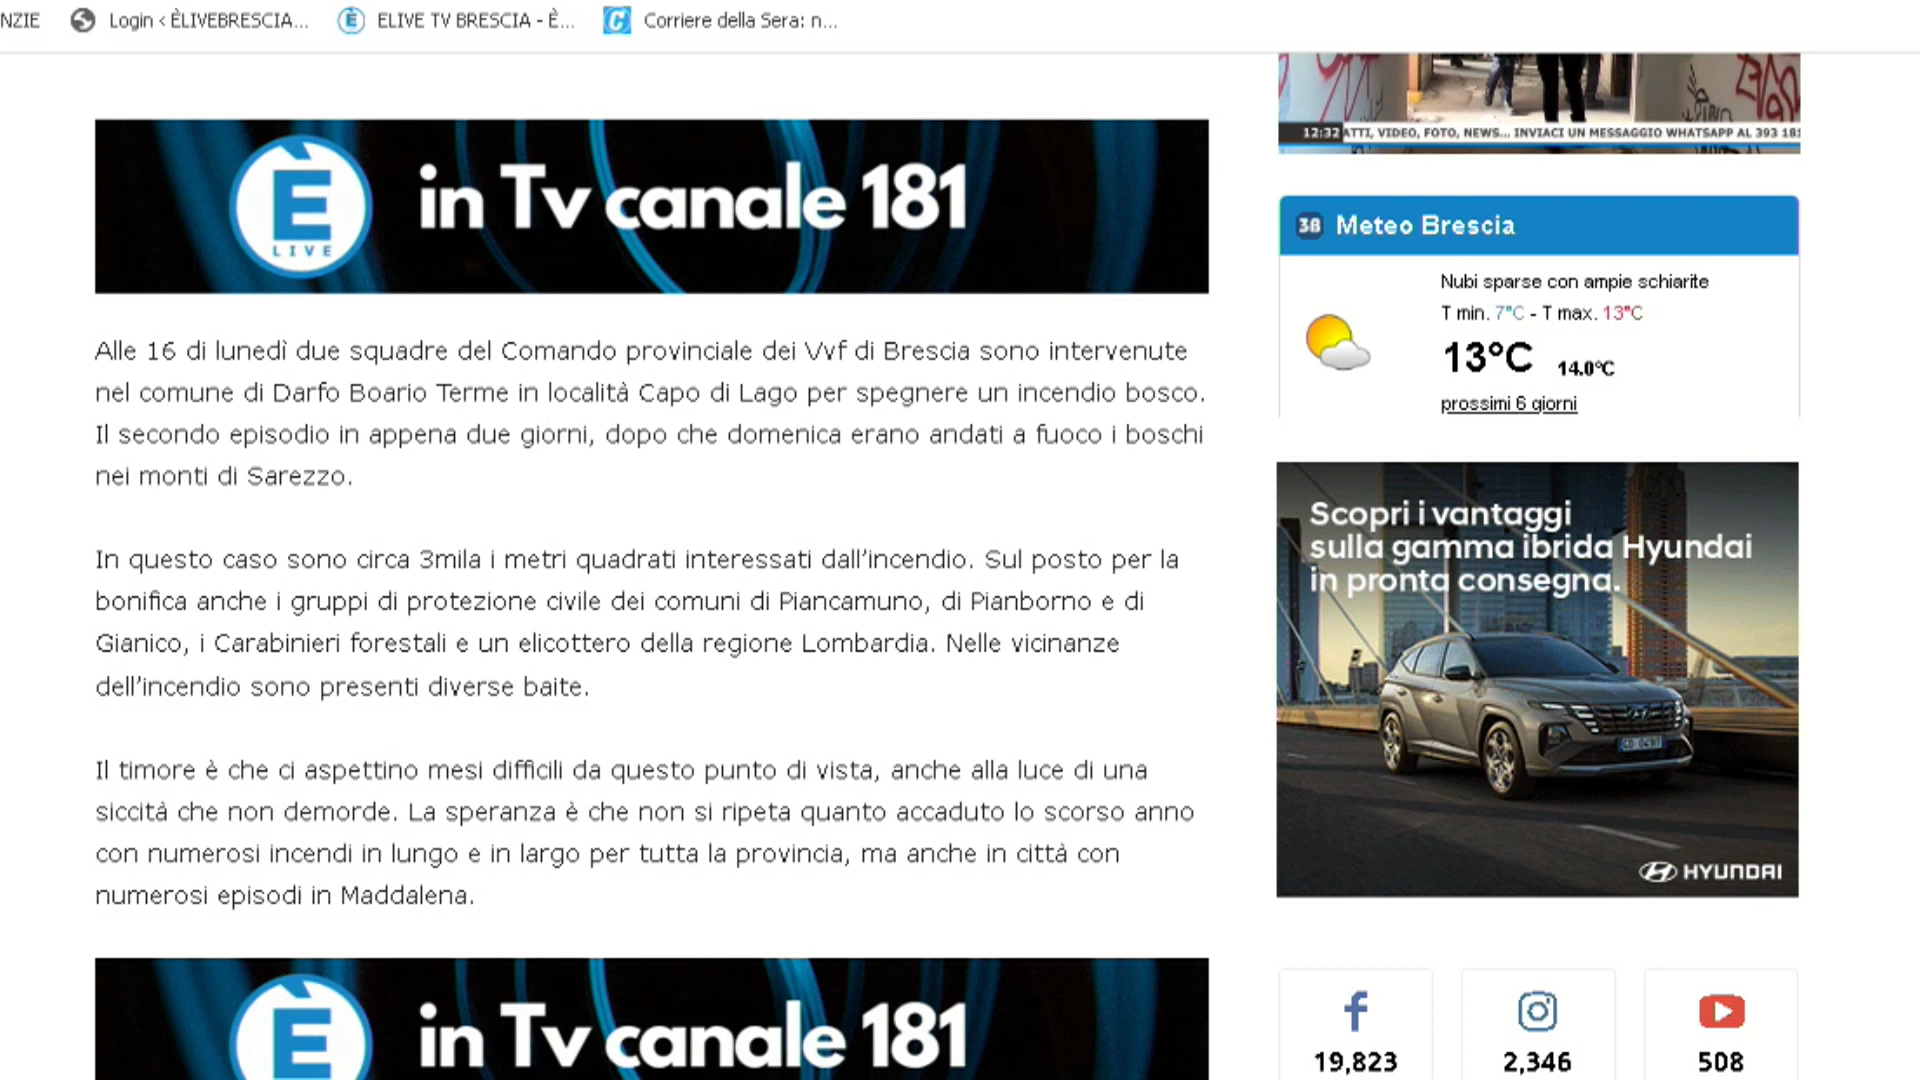 NZIE
Login ‹ ÈLIVEBRESCIA...
ELIVE TV BRESCIA - È...
Corriere della Sera: n...
È LIVE
in Tv canale 181
Alle 16 di lunedì due squadre del Comando provinciale dei Vvf di Brescia sono intervenute
nel comune di Darfo Boario Terme in località Capo di Lago per spegnere un incendio bosco.
Il secondo episodio in appena due giorni, dopo che domenica erano andati a fuoco i boschi
nei monti di Sarezzo.
In questo caso sono circa 3mila i metri quadrati interessati dall'incendio. Sul posto per la
bonifica anche i gruppi di protezione civile dei comuni di Piancamuno, di Pianborno e di
Gianico, i Carabinieri forestali e un elicottero della regione Lombardia. Nelle vicinanze
dell'incendio sono presenti diverse baite.
Il timore è che ci aspettino mesi difficili da questo punto di vista, anche alla luce di una
siccità che non demorde. La speranza è che non si ripeta quanto accaduto lo scorso anno
con numerosi incendi in lungo e in largo per tutta la provincia, ma anche in città con
numerosi episodi in Maddalena.
È
in Tv canale 181
12:32 ATTI, VIDEO, FOTO, NEWS... INVIACI UN MESSAGGIO WHATSAPP AL 393 181
3B Meteo Brescia
Nubi sparse con ampie schiarite
T min. 7°C - T max. 13°C
13°C 14.0°C
prossimi 6 giorni
Scopri i vantaggi
sulla gamma ibrida Hyundai
in pronta consegna.
HYUNDAI
19,823
2,346
508